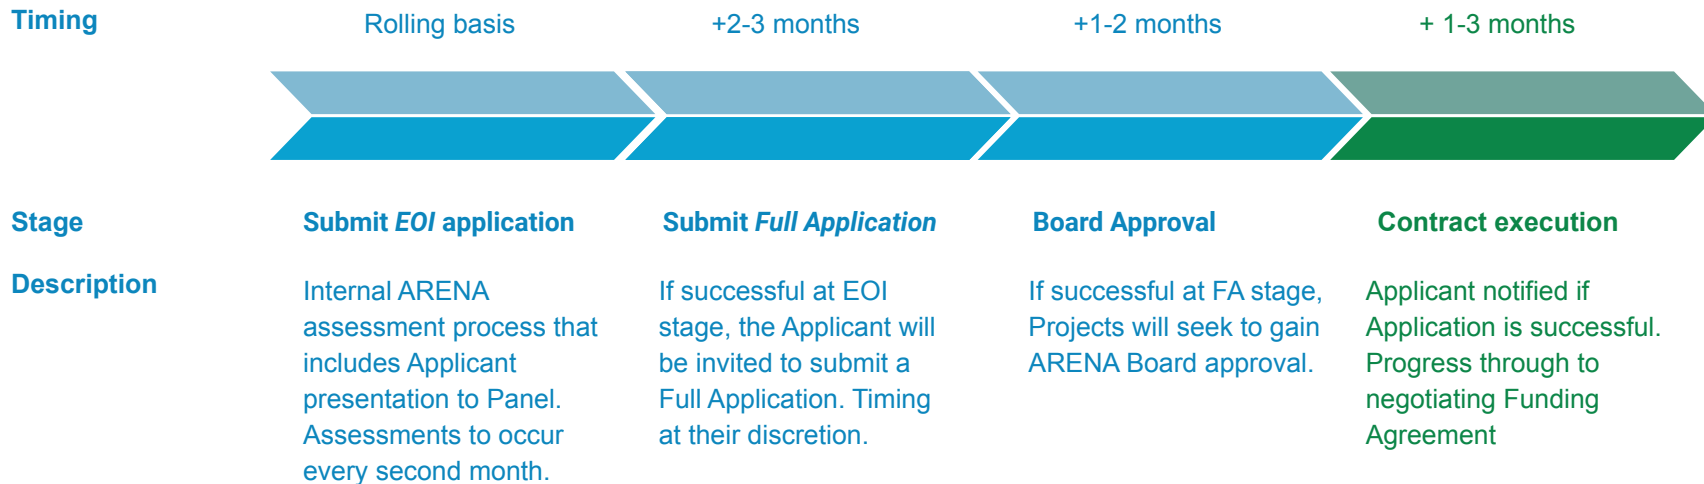 Timing
Rolling basis
+2-3 months
+1-2 months
+ 1-3 months
Stage
Submit EOI application
Submit Full Application
Board Approval
Contract execution
Description
Internal ARENA
assessment process that
includes Applicant
presentation to Panel.
Assessments to occur
every second month.
If successful at EOI
stage, the Applicant will
be invited to submit a
Full Application. Timing
at their discretion.
If successful at FA stage,
Projects will seek to gain
ARENA Board approval.
Applicant notified if
Application is successful.
Progress through to
negotiating Funding
Agreement